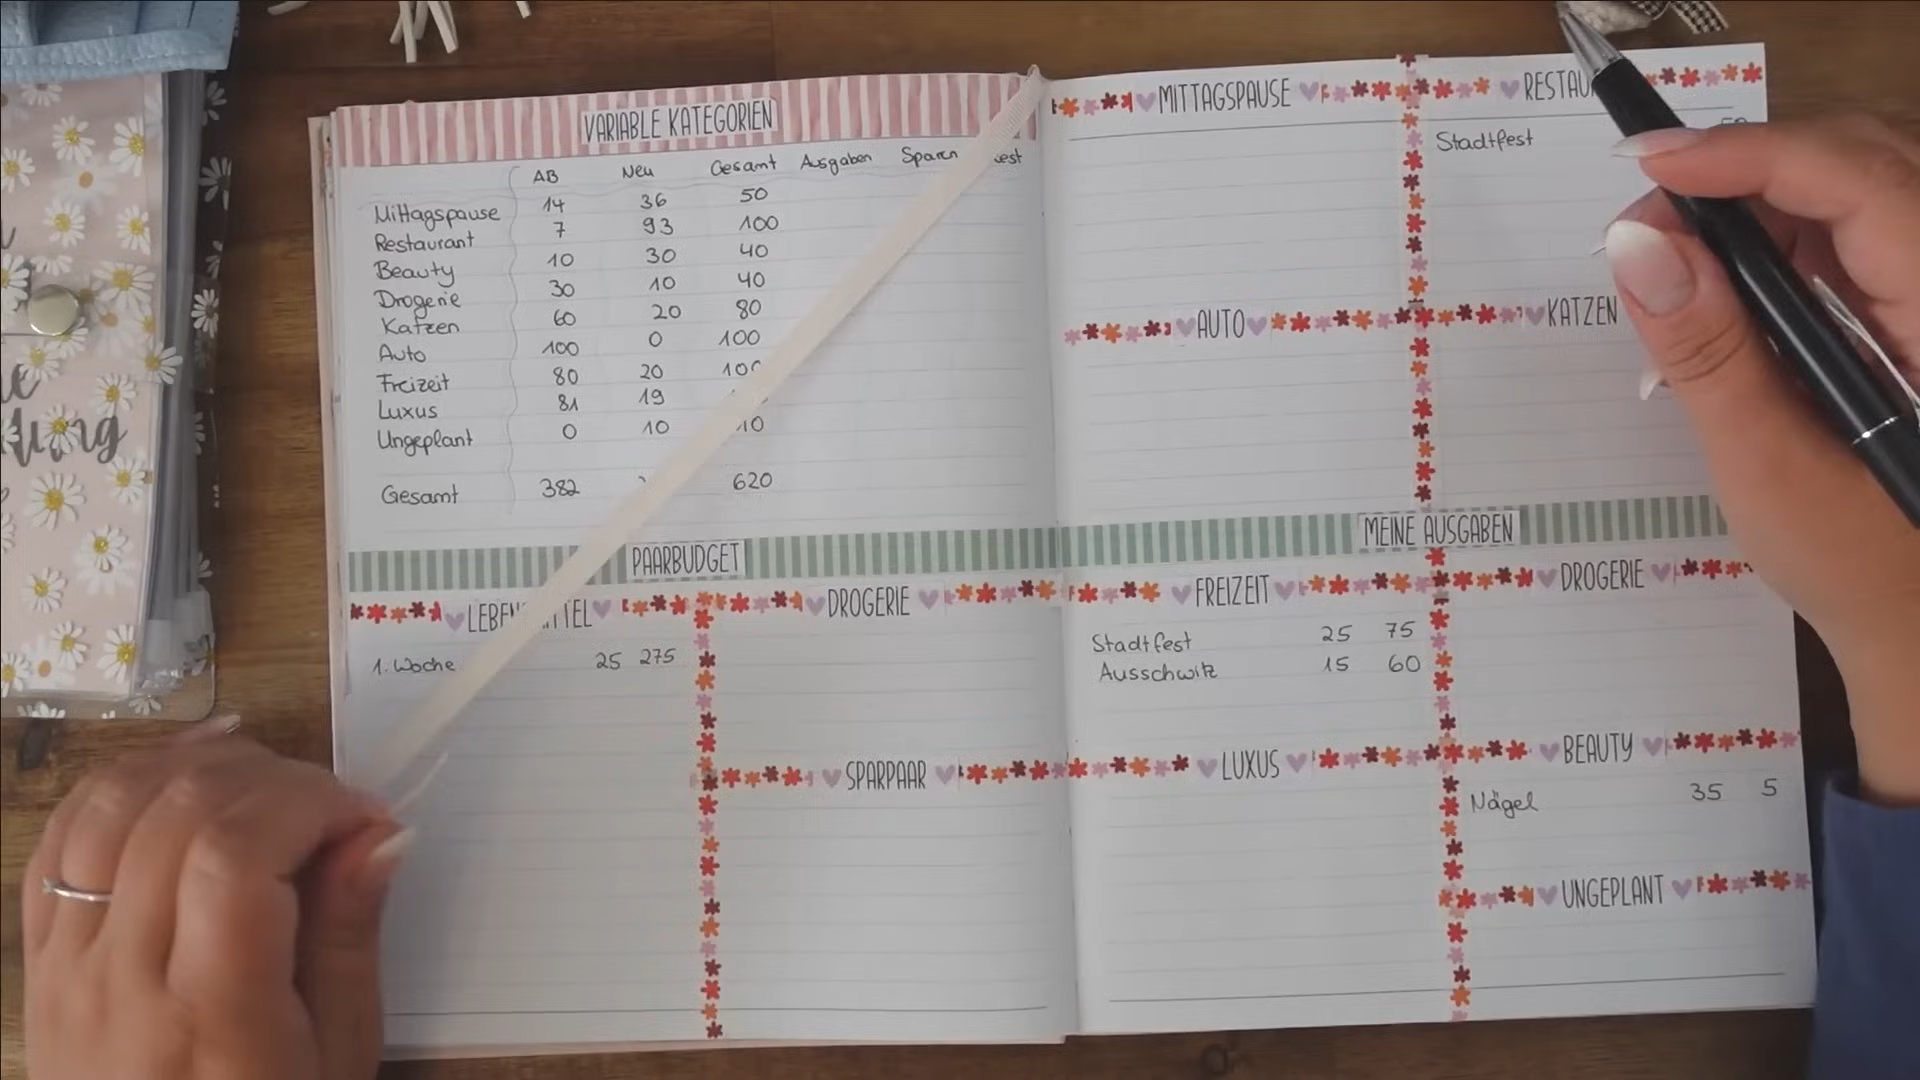 VARIABLE KATEGORIEN
AB Neu Gesamt Ausgaben Sparen
Mittagspause 14 36 50
Restaurant 7 93 100
Beauty 10 30 40
Drogerie 30 10 40
Katzen 60 20 80
Auto 100 0 100
Freizeit 80 20
Luxus 81 19
Ungeplant 0 10 10
Gesamt 382 620
PAARBUDGET
LEBENSMITTEL
1. Woche 25 275
DROGERIE
SPARPAAR
MITTAGSPAUSE
Stadtfest
AUTO
KATZEN
MEINE AUSGABEN
FREIZEIT
Stadtfest 25 75
Ausschwitz 15 60
DROGERIE
LUXUS
BEAUTY
Nägel 35 5
UNGEPLANT